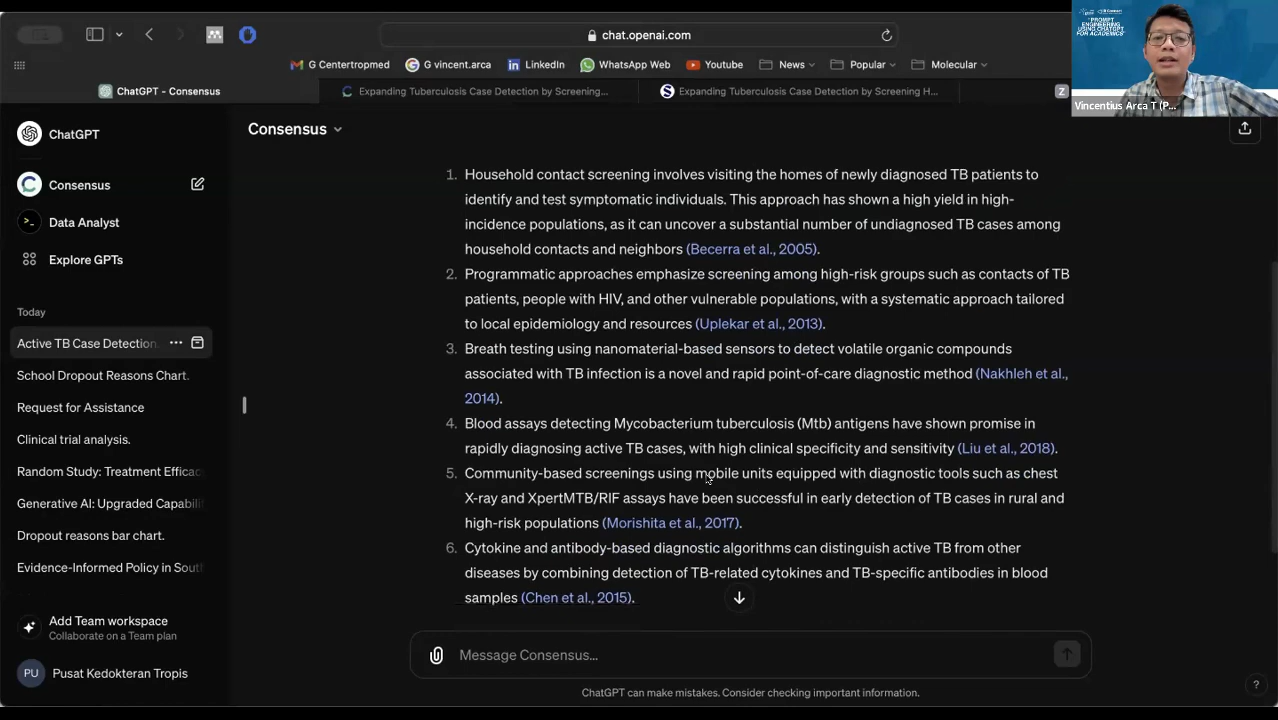 chat.openai.com
G Centertropmed
G vincent.arca
LinkedIn
WhatsApp Web
Youtube
News
Popular
Molecular
"PROMPT
ENGINEERING
USING CHATGPT
FOR ACADEMICS"
Vincentius Arca T (P...
ChatGPT - Consensus
Expanding Tuberculosis Case Detection by Screening...
Expanding Tuberculosis Case Detection by Screening H...
Z
ChatGPT
Consensus
Data Analyst
Explore GPTs
Today
Active TB Case Detection
School Dropout Reasons Chart.
Request for Assistance
Clinical trial analysis.
Random Study: Treatment Efficac
Generative AI: Upgraded Capabili
Dropout reasons bar chart.
Evidence-Informed Policy in Sout
Add Team workspace
Collaborate on a Team plan
PU
Pusat Kedokteran Tropis
Consensus
1. Household contact screening involves visiting the homes of newly diagnosed TB patients to
identify and test symptomatic individuals. This approach has shown a high yield in high-
incidence populations, as it can uncover a substantial number of undiagnosed TB cases among
household contacts and neighbors (Becerra et al., 2005).
2. Programmatic approaches emphasize screening among high-risk groups such as contacts of TB
patients, people with HIV, and other vulnerable populations, with a systematic approach tailored
to local epidemiology and resources (Uplekar et al., 2013).
3. Breath testing using nanomaterial-based sensors to detect volatile organic compounds
associated with TB infection is a novel and rapid point-of-care diagnostic method (Nakhleh et al.,
2014).
4. Blood assays detecting Mycobacterium tuberculosis (Mtb) antigens have shown promise in
rapidly diagnosing active TB cases, with high clinical specificity and sensitivity (Liu et al., 2018).
5. Community-based screenings using mobile units equipped with diagnostic tools such as chest
X-ray and XpertMTB/RIF assays have been successful in early detection of TB cases in rural and
high-risk populations (Morishita et al., 2017).
6. Cytokine and antibody-based diagnostic algorithms can distinguish active TB from other
diseases by combining detection of TB-related cytokines and TB-specific antibodies in blood
samples (Chen et al., 2015).
Message Consensus...
ChatGPT can make mistakes. Consider checking important information.
?